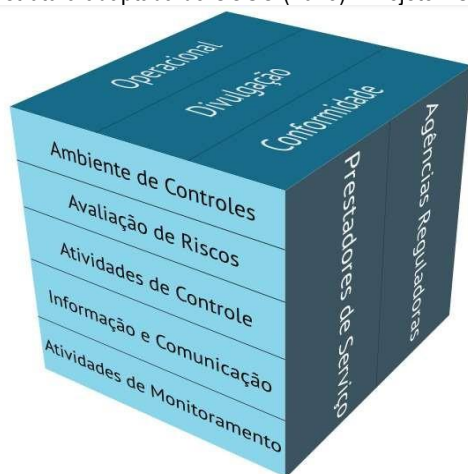 Operacional
Divulgação
Conformidade
Ambiente de Controles
Avaliação de Riscos
Atividades de Controle
Informação e Comunicação
Atividades de Monitoramento
Prestadores de Serviço
Agências Reguladoras